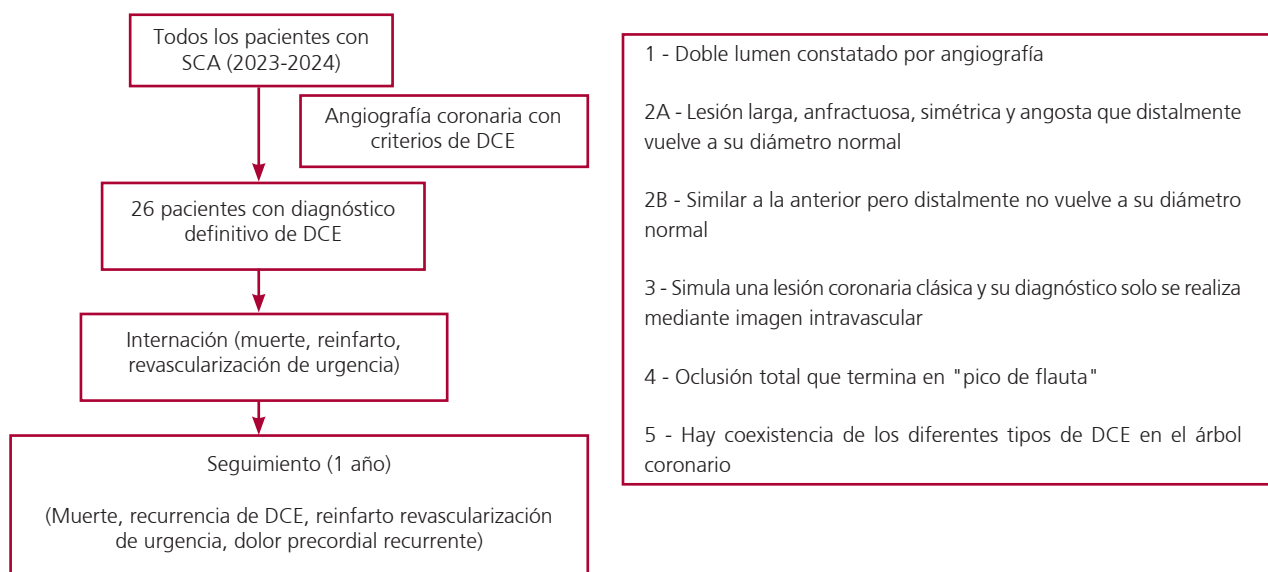 Todos los pacientes con
SCA (2023-2024)
Angiografía coronaria con
criterios de DCE
26 pacientes con diagnóstico
definitivo de DCE
Internación (muerte, reinfarto,
revascularización de urgencia)
Seguimiento (1 año)
(Muerte, recurrencia de DCE, reinfarto revascularización
de urgencia, dolor precordial recurrente)
1 - Doble lumen constatado por angiografía
2A - Lesión larga, anfractuosa, simétrica y angosta que distalmente
vuelve a su diámetro normal
2B - Similar a la anterior pero distalmente no vuelve a su diámetro
normal
3 - Simula una lesión coronaria clásica y su diagnóstico solo se realiza
mediante imagen intravascular
4 - Oclusión total que termina en "pico de flauta"
5 - Hay coexistencia de los diferentes tipos de DCE en el árbol
coronario